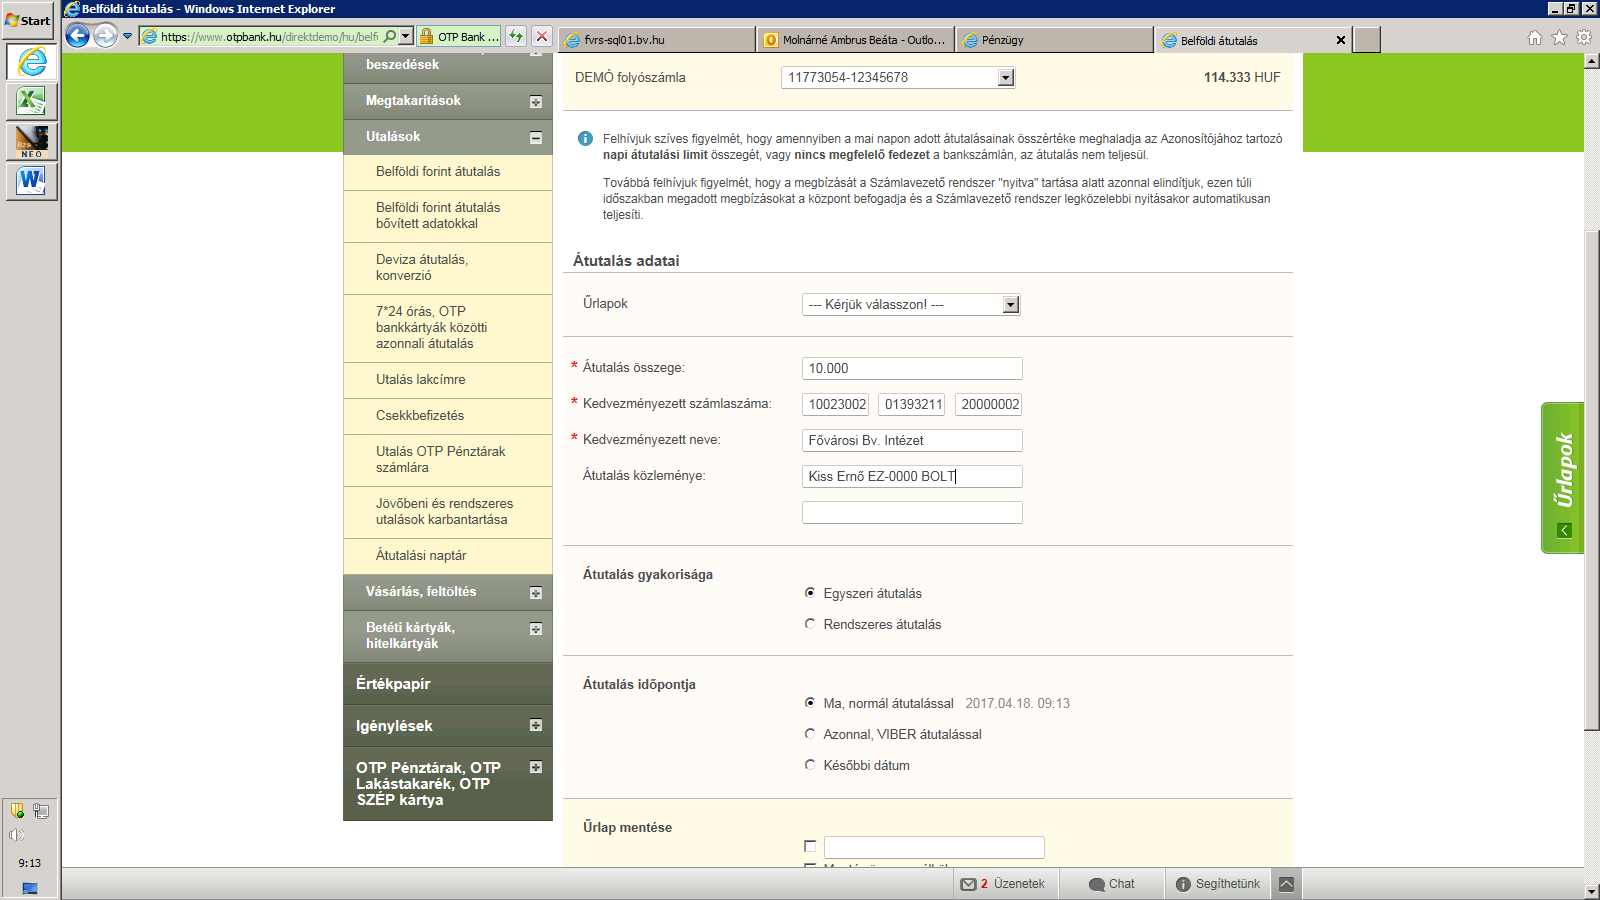 Start
Belföldi átutalás - Windows Internet Explorer
https://www.otpbank.hu/direktdemo/hu/belf
OTP Bank ...
fvrs-sql01.bv.hu
Molnárné Ambrus Beáta - Outlo...
Pénzügy
Belföldi átutalás
NEO
9:13
beszedések
Megtakarítások
Utalások
Belföldi forint átutalás
Belföldi forint átutalás
bővített adatokkal
Deviza átutalás,
konverzió
7*24 órás, OTP
bankkártyák közötti
azonnali átutalás
Utalás lakcímre
Csekkbefizetés
Utalás OTP Pénztárak
számlára
Jövőbeni és rendszeres
utalások karbantartása
Átutalási naptár
Vásárlás, feltöltés
Betéti kártyák,
hitelkártyák
Értékpapír
Igénylések
OTP Pénztárak, OTP
Lakástakarék, OTP
SZÉP kártya
DEMÓ folyószámla 11773054-12345678 114.333 HUF
Felhívjuk szíves figyelmét, hogy amennyiben a mai napon adott átutalásainak összértéke meghaladja az Azonosítójához tartozó
napi átutalási limit összegét, vagy nincs megfelelő fedezet a bankszámlán, az átutalás nem teljesül.
Továbbá felhívjuk figyelmét, hogy a megbízását a Számlavezető rendszer "nyitva" tartása alatt azonnal elindítjuk, ezen túli
időszakban megadott megbízásokat a központ befogadja és a Számlavezető rendszer legközelebbi nyitásakor automatikusan
teljesíti.
Átutalás adatai
Űrlapok --- Kérjük válasszon! ---
* Átutalás összege: 10.000
* Kedvezményezett számlaszáma: 10023002 01393211 20000002
* Kedvezményezett neve: Fővárosi Bv. Intézet
Átutalás közleménye: Kiss Ernő EZ-0000 BOLT
Átutalás gyakorisága
Egyszeri átutalás
Rendszeres átutalás
Átutalás időpontja
Ma, normál átutalással 2017.04.18. 09:13
Azonnal, VIBER átutalással
Későbbi dátum
Űrlap mentése
Űrlapok
2 Üzenetek
Chat
Segíthetünk